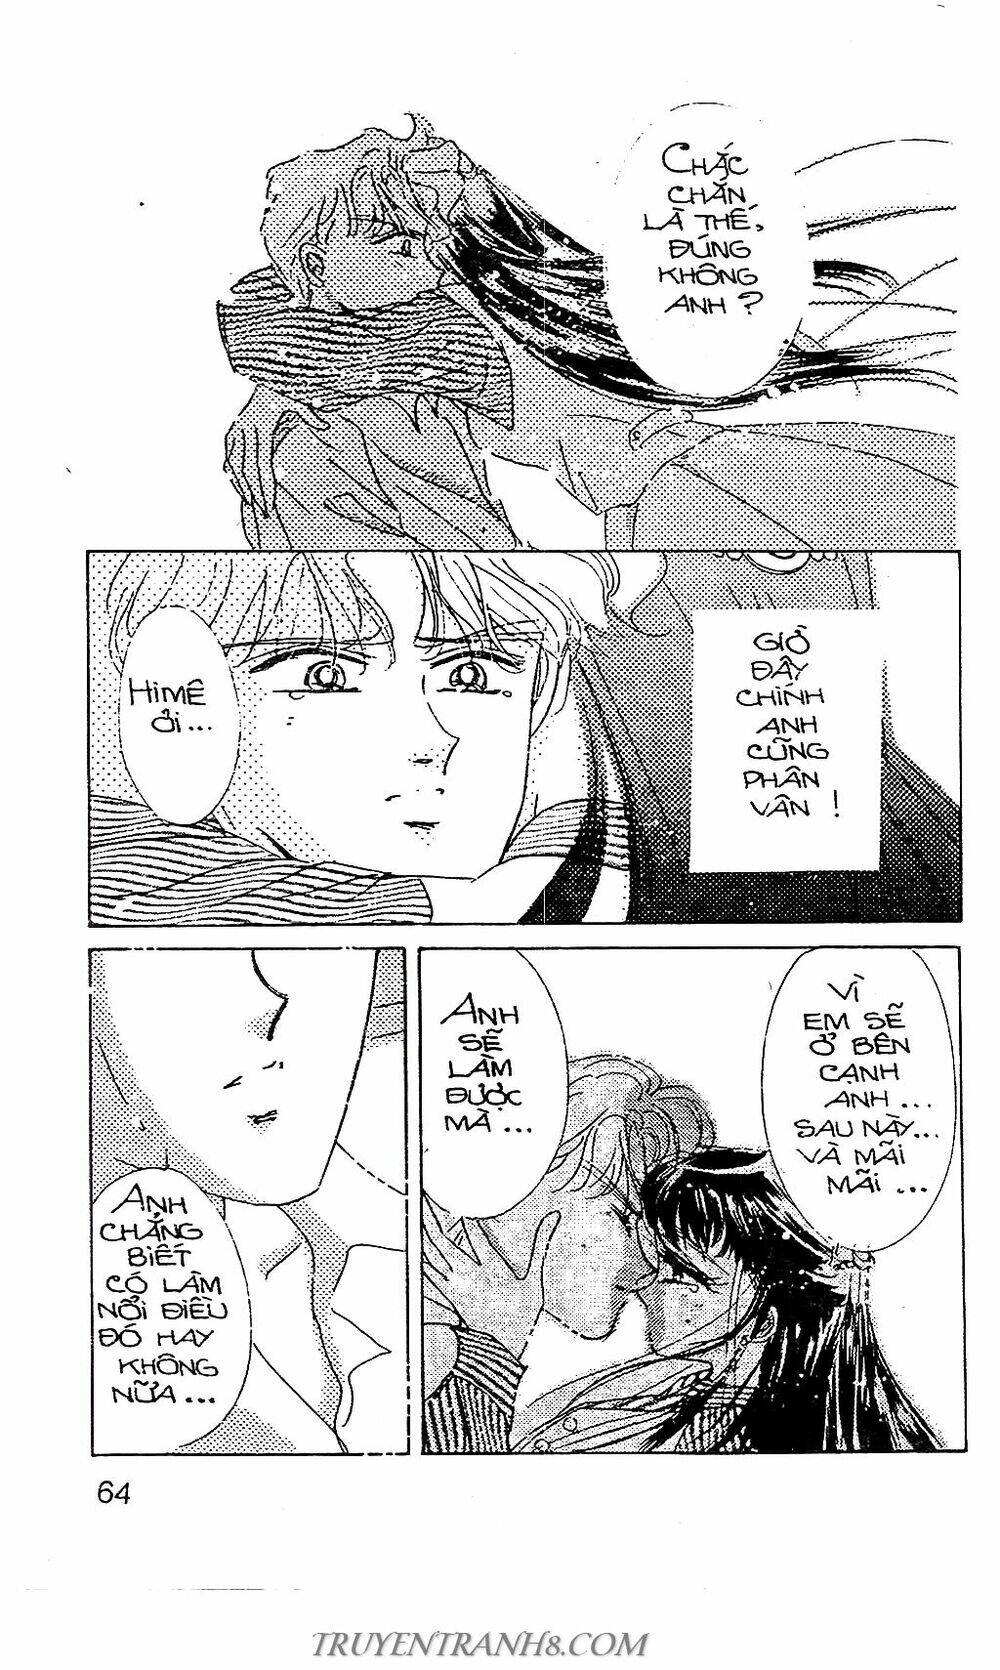 CHẮC
CHẮN
LÀ THẾ,
ĐÚNG
KHÔNG
ANH ?
HIMÊ
ƠI...
GIỜ
ĐÂY
CHÍNH
ANH
CŨNG
PHÂN
VÂN !
ANH
CHẲNG
BIẾT
CÓ LÀM
NỔI ĐIỀU
ĐÓ HAY
KHÔNG
NỮA ...
ANH
SẼ
LÀM
ĐƯỢC
MÀ ...
VÌ
EM SẼ
Ở BÊN
CẠNH
ANH ...
SAU NÀY...
VÀ MÃI
MÃI ...
64
TRUYENTRANH8.COM